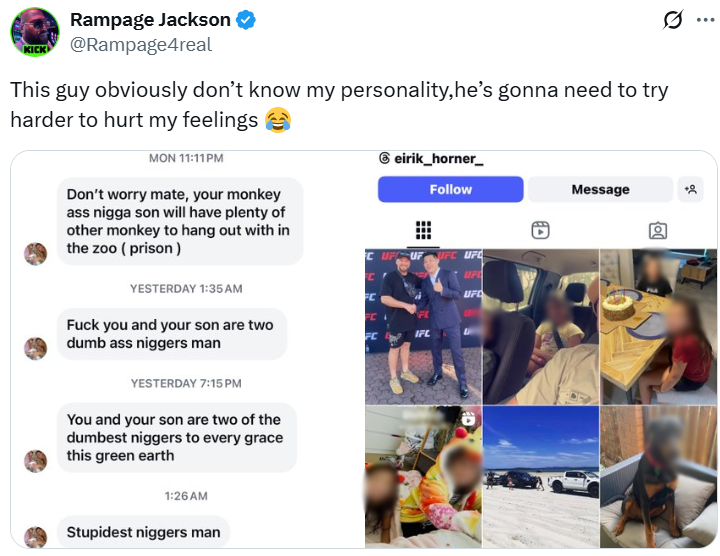 Rampage Jackson
@Rampage4real
This guy obviously don't know my personality,he's gonna need to try
harder to hurt my feelings 😂
MON 11:11PM
Don't worry mate, your monkey
ass nigga son will have plenty of
other monkey to hang out with in
the zoo ( prison )
YESTERDAY 1:35AM
Fuck you and your son are two
dumb ass niggers man
YESTERDAY 7:15PM
You and your son are two of the
dumbest niggers to every grace
this green earth
1:26AM
Stupidest niggers man
eirik_horner_
Follow
Message
KICK
UFC
UFC
UFC
UFC
UFC
FILA